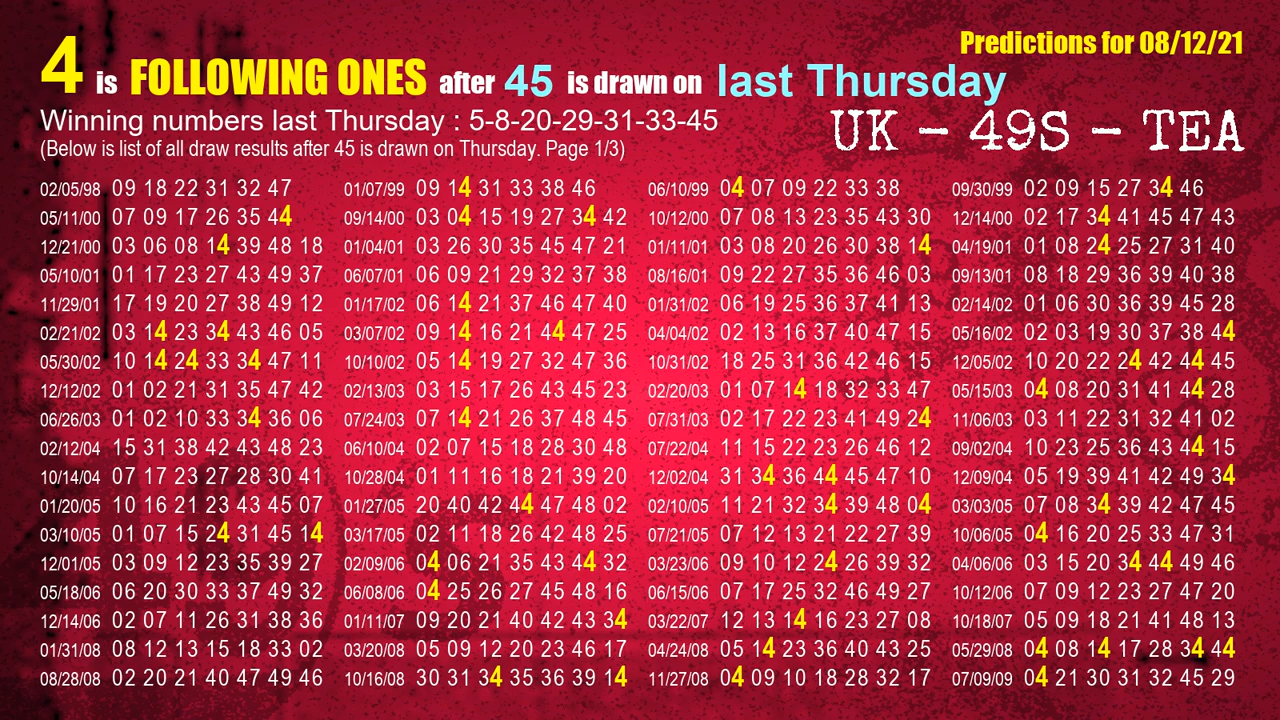 Predictions for 08/12/21
4 is FOLLOWING ONES after 45 is drawn on last Thursday
Winning numbers last Thursday : 5-8-20-29-31-33-45
UK - 49S - TEA
(Below is list of all draw results after 45 is drawn on Thursday. Page 1/3)
02/05/98 09 18 22 31 32 47 01/07/99 09 14 31 33 38 46 06/10/99 04 07 09 22 33 38 09/30/99 02 09 15 27 34 46
05/11/00 07 09 17 26 35 44 09/14/00 03 04 15 19 27 34 42 10/12/00 07 08 13 23 35 43 30 12/14/00 02 17 34 41 45 47 43
12/21/00 03 06 08 14 39 48 18 01/04/01 03 26 30 35 45 47 21 01/11/01 03 08 20 26 30 38 14 04/19/01 01 08 24 25 27 31 40
05/10/01 01 17 23 27 43 49 37 06/07/01 06 09 21 29 32 37 38 08/16/01 09 22 27 35 36 46 03 09/13/01 08 18 29 36 39 40 38
11/29/01 17 19 20 27 38 49 12 01/17/02 06 14 21 37 46 47 40 01/31/02 06 19 25 36 37 41 13 02/14/02 01 06 30 36 39 45 28
02/21/02 03 14 23 34 43 46 05 03/07/02 09 14 16 21 44 47 25 04/04/02 02 13 16 37 40 47 15 05/16/02 02 03 19 30 37 38 44
05/30/02 10 14 24 33 34 47 11 10/10/02 05 14 19 27 32 47 36 10/31/02 18 25 31 36 42 46 15 12/05/02 10 20 22 24 42 44 45
12/12/02 01 02 21 31 35 47 42 02/13/03 03 15 17 26 43 45 23 02/20/03 01 07 14 18 32 33 47 05/15/03 04 08 20 31 41 44 28
06/26/03 01 02 10 33 34 36 06 07/24/03 07 14 21 26 37 48 45 07/31/03 02 17 22 23 41 49 24 11/06/03 03 11 22 31 32 41 02
02/12/04 15 31 38 42 43 48 23 06/10/04 02 07 15 18 28 30 48 07/22/04 11 15 22 23 26 46 12 09/02/04 10 23 25 36 43 44 15
10/14/04 07 17 23 27 28 30 41 10/28/04 01 11 16 18 21 39 20 12/02/04 31 34 36 44 45 47 10 12/09/04 05 19 39 41 42 49 34
01/20/05 10 16 21 23 43 45 07 01/27/05 20 40 42 44 47 48 02 02/10/05 11 21 32 34 39 48 04 03/03/05 07 08 34 39 42 47 45
03/10/05 01 07 15 24 31 45 14 03/17/05 02 11 18 26 42 48 25 07/21/05 07 12 13 21 22 27 39 10/06/05 04 16 20 25 33 47 31
12/01/05 03 09 12 23 35 39 27 02/09/06 04 06 21 35 43 44 32 03/23/06 09 10 12 24 26 39 32 04/06/06 03 15 20 34 44 49 46
05/18/06 06 20 30 33 37 49 32 06/08/06 04 25 26 27 45 48 16 06/15/06 07 17 25 32 46 49 27 10/12/06 07 09 12 23 27 47 20
12/14/06 02 07 11 26 31 38 36 01/11/07 09 20 21 40 42 43 34 03/22/07 12 13 14 16 23 27 08 10/18/07 05 09 18 21 41 48 13
01/31/08 08 12 13 15 18 33 02 03/20/08 05 09 12 20 23 46 17 04/24/08 05 14 23 36 40 43 25 05/29/08 04 08 14 17 28 34 44
08/28/08 02 20 21 40 47 49 46 10/16/08 30 31 34 35 36 39 14 11/27/08 04 09 10 18 28 32 17 07/09/09 04 21 30 31 32 45 29